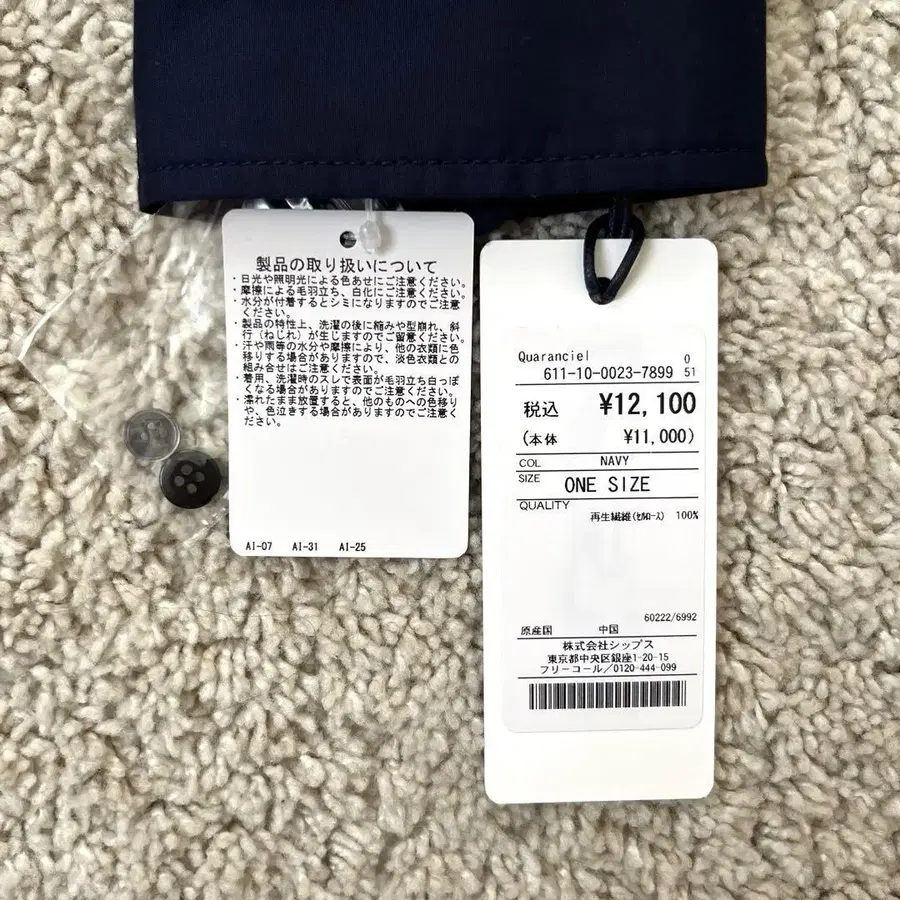 製品の取り扱いについて
・日光や照明光による色あせにご注意ください。
・摩擦による毛羽立ち、白化にご注意ください。
・水分が付着するとシミになりますのでご注意
ください。
・製品の特性上、洗濯の後に縮みや型崩れ、斜
行(ねじれ)が生じますのでご留意ください。
・汗や雨等の水分や摩擦により、他の衣類に色
移りする場合がありますので、淡色衣類との
組み合せはご注意ください。
・着用、洗濯時のスレで表面が毛羽立ち白っぽ
くなる場合がありますのでご注意ください。
・濡れたまま放置すると、他のものへの色移り
や、色泣きする場合がありますのでご注意く
ださい。
AI-07 AI-31 AI-25
Quaranciel 0
611-10-0023-7899 51
税込 ¥12,100
(本体 ¥11,000)
COL NAVY
SIZE ONE SIZE
QUALITY
再生繊維(セルロース) 100%
60222/6992
原産国 中国
株式会社シップス
東京都中央区銀座1-20-15
フリーコール/0120-444-099